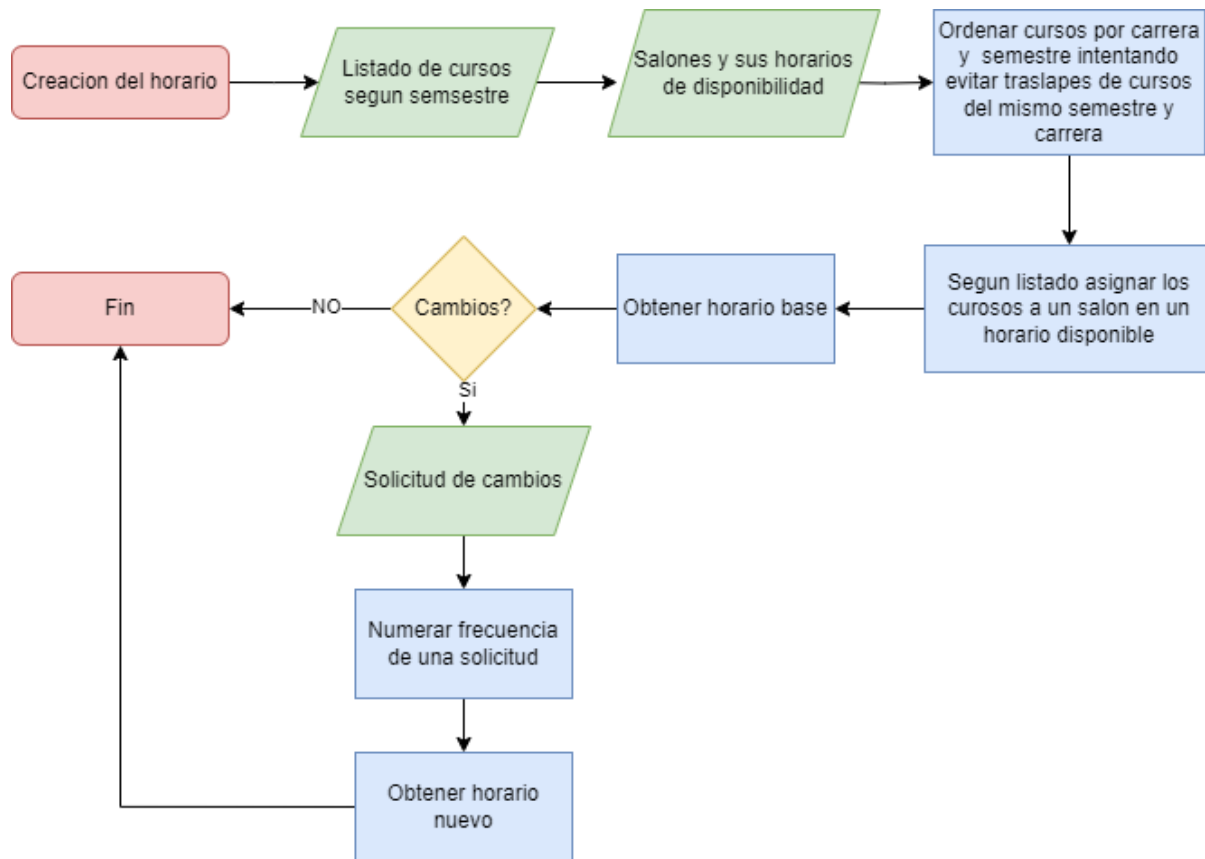 Creacion del horario
Listado de cursos
segun semsestre
Salones y sus horarios
de disponibilidad
Ordenar cursos por carrera
y semestre intentando
evitar traslapes de cursos
del mismo semestre y
carrera
Fin
NO
Cambios?
Obtener horario base
Segun listado asignar los
curosos a un salon en un
horario disponible
Si
Solicitud de cambios
Numerar frecuencia
de una solicitud
Obtener horario
nuevo